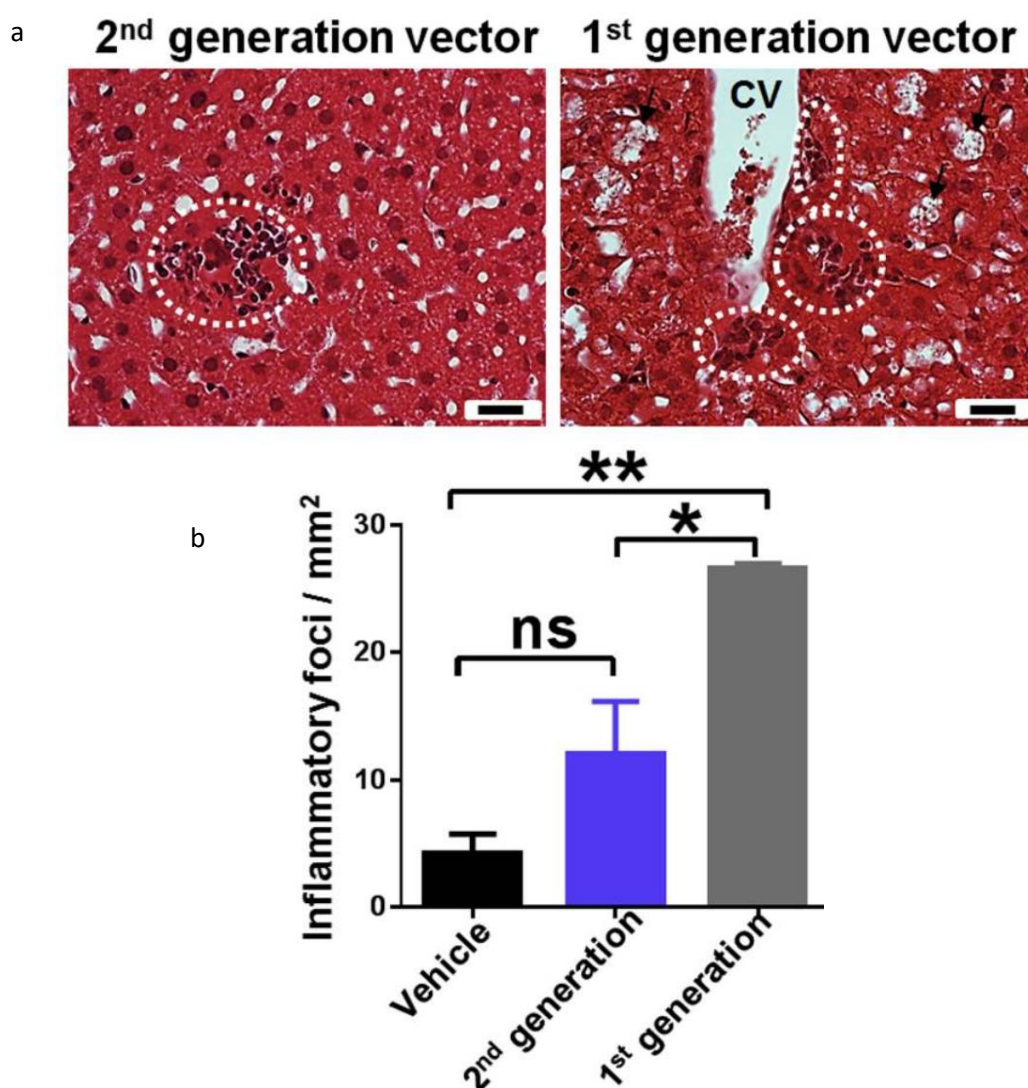 a
2nd generation vector
1st generation vector
CV
b
**
*
ns
Inflammatory foci / mm2
30
20
10
0
Vehicle
2nd generation
1st generation